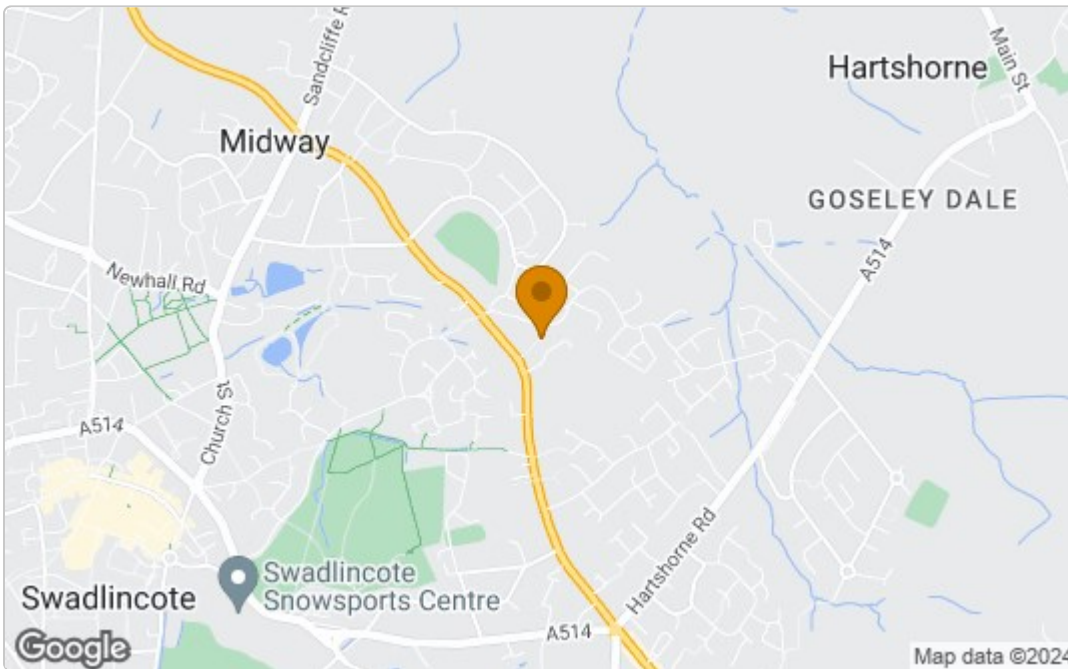 Sandcliffe R
Main St
Hartshorne
Midway
GOSELEY DALE
A514
Newhall Rd
Church St
A514
Hartshorne Rd
Swadlincote
Snowsports Centre
Swadlincote
A514
Google
Map data ©2024